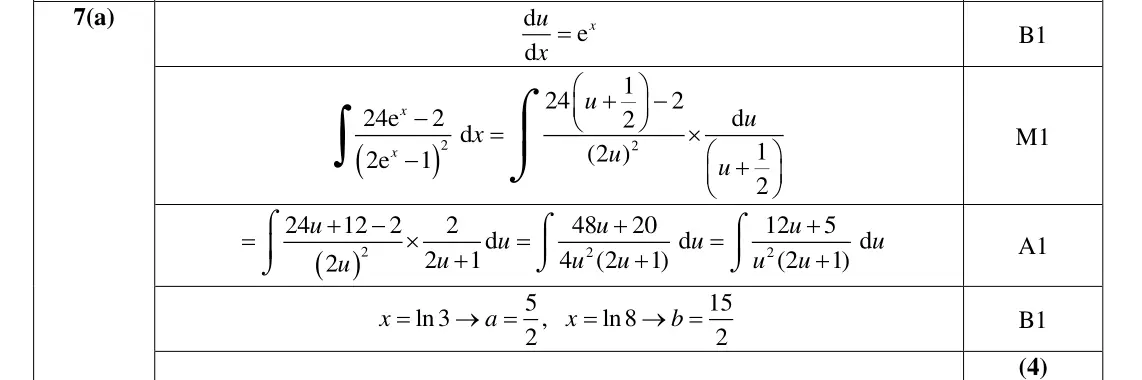 7(a) du/dx = e^x B1
∫ (24e^x − 2)/(2e^x − 1)^2 dx = ∫ (24(u + 1/2) − 2)/(2u)^2 × du/(u + 1/2) M1
= ∫ (24u + 12 − 2)/(2u)^2 × 2/(2u + 1) du = ∫ (48u + 20)/(4u^2(2u + 1)) du = ∫ (12u + 5)/(u^2(2u + 1)) du A1
x = ln 3 → a = 5/2, x = ln 8 → b = 15/2 B1
(4)